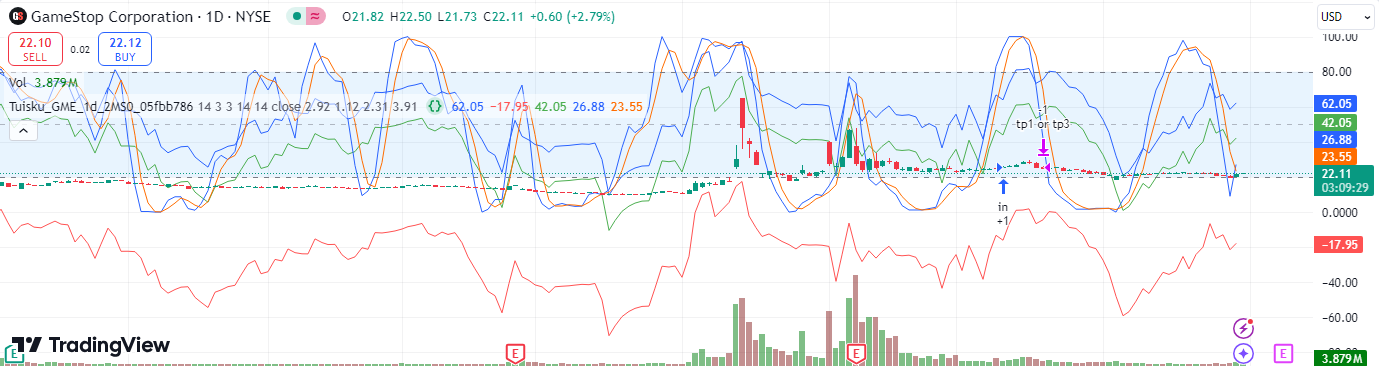 GameStop Corporation · 1D · NYSE O21.82 H22.50 L21.73 C22.11 +0.60 (+2.79%)
USD
22.10 0.02 22.12
SELL BUY
Vol 3.879M
Tuisku_GME_1d_2MS0_05fbb786 14 3 3 14 14 close 2.92 1.12 2.31 3.91 62.05 −17.95 42.05 26.88 23.55
-1
tp1 or tp3
in
+1
100.00
80.00
62.05
42.05
26.88
23.55
22.11
03:09:29
0.0000
−17.95
−40.00
−60.00
3.879M
E
TradingView
E
E
E